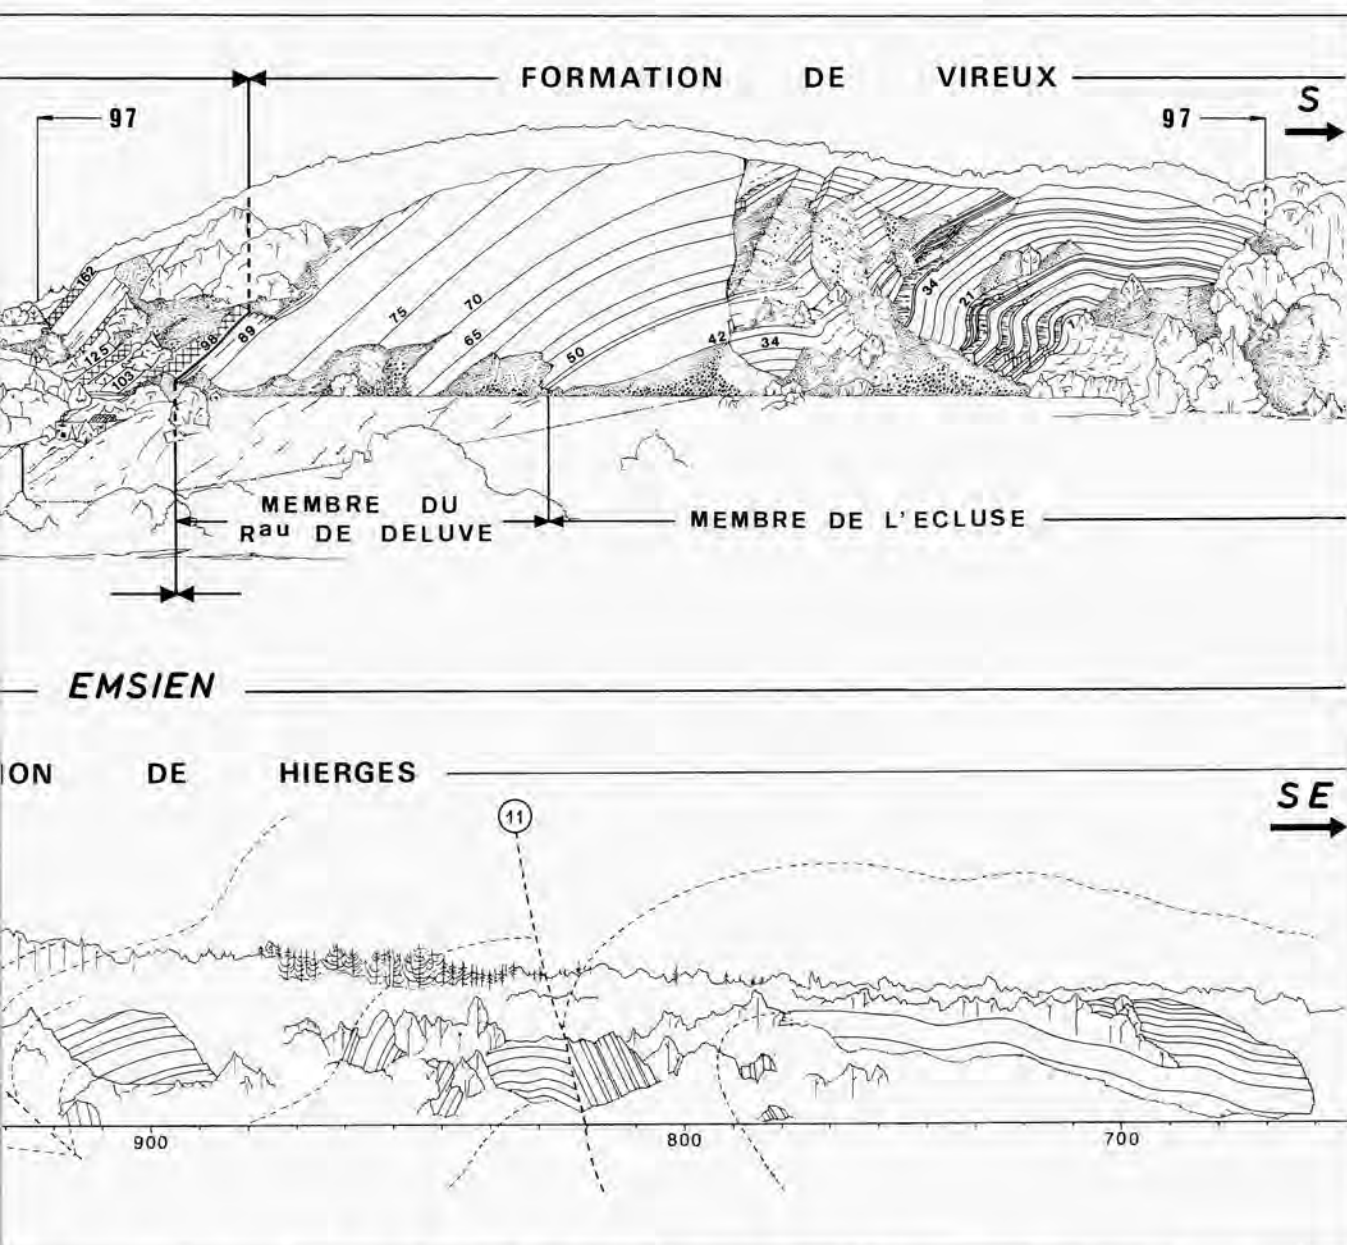 FORMATION DE VIREUX
S
97
97
162
125
103
98
89
75
70
65
50
42
34
34
21
1
MEMBRE DU
Rau DE DELUVE
MEMBRE DE L'ECLUSE
EMSIEN
ION DE HIERGES
SE
11
900
800
700